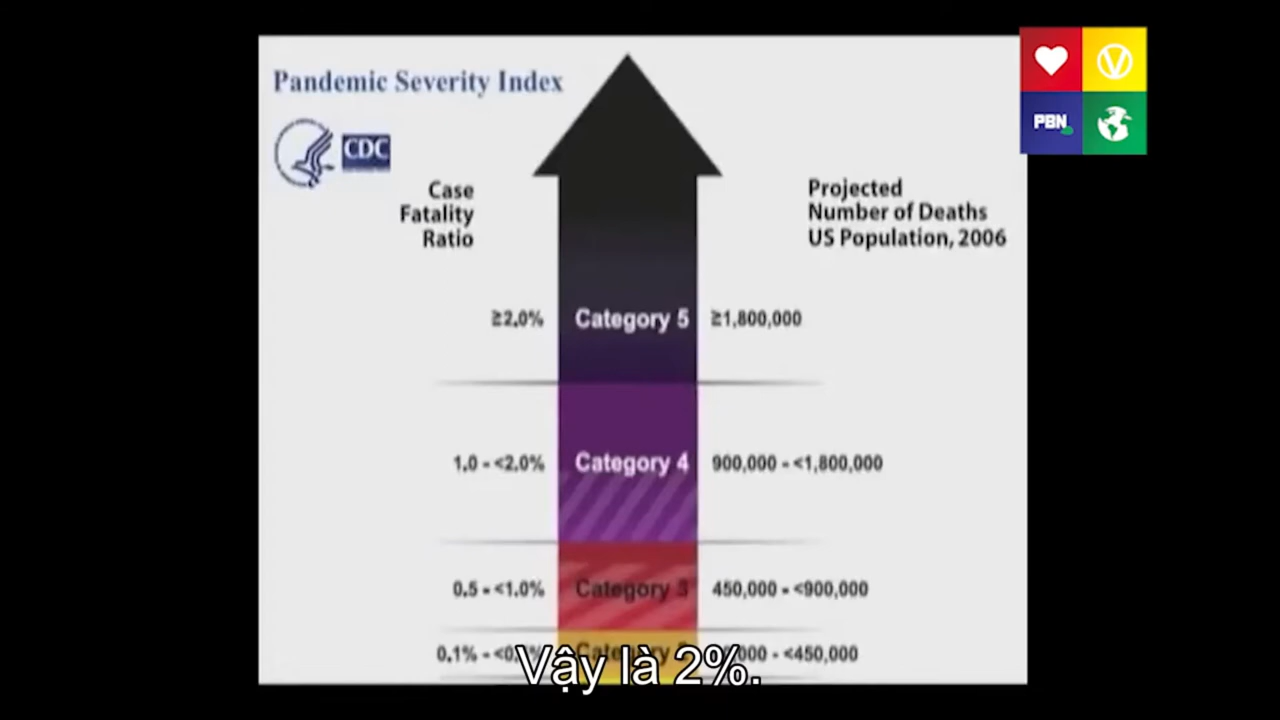 Pandemic Severity Index
CDC
PBN
Case
Fatality
Ratio
Projected
Number of Deaths
US Population, 2006
≥2.0% Category 5 ≥1,800,000
1.0 - <2.0% Category 4 900,000 - <1,800,000
0.5 - <1.0% Category 3 450,000 - <900,000
0.1% - <450,000
Vậy là 2%.